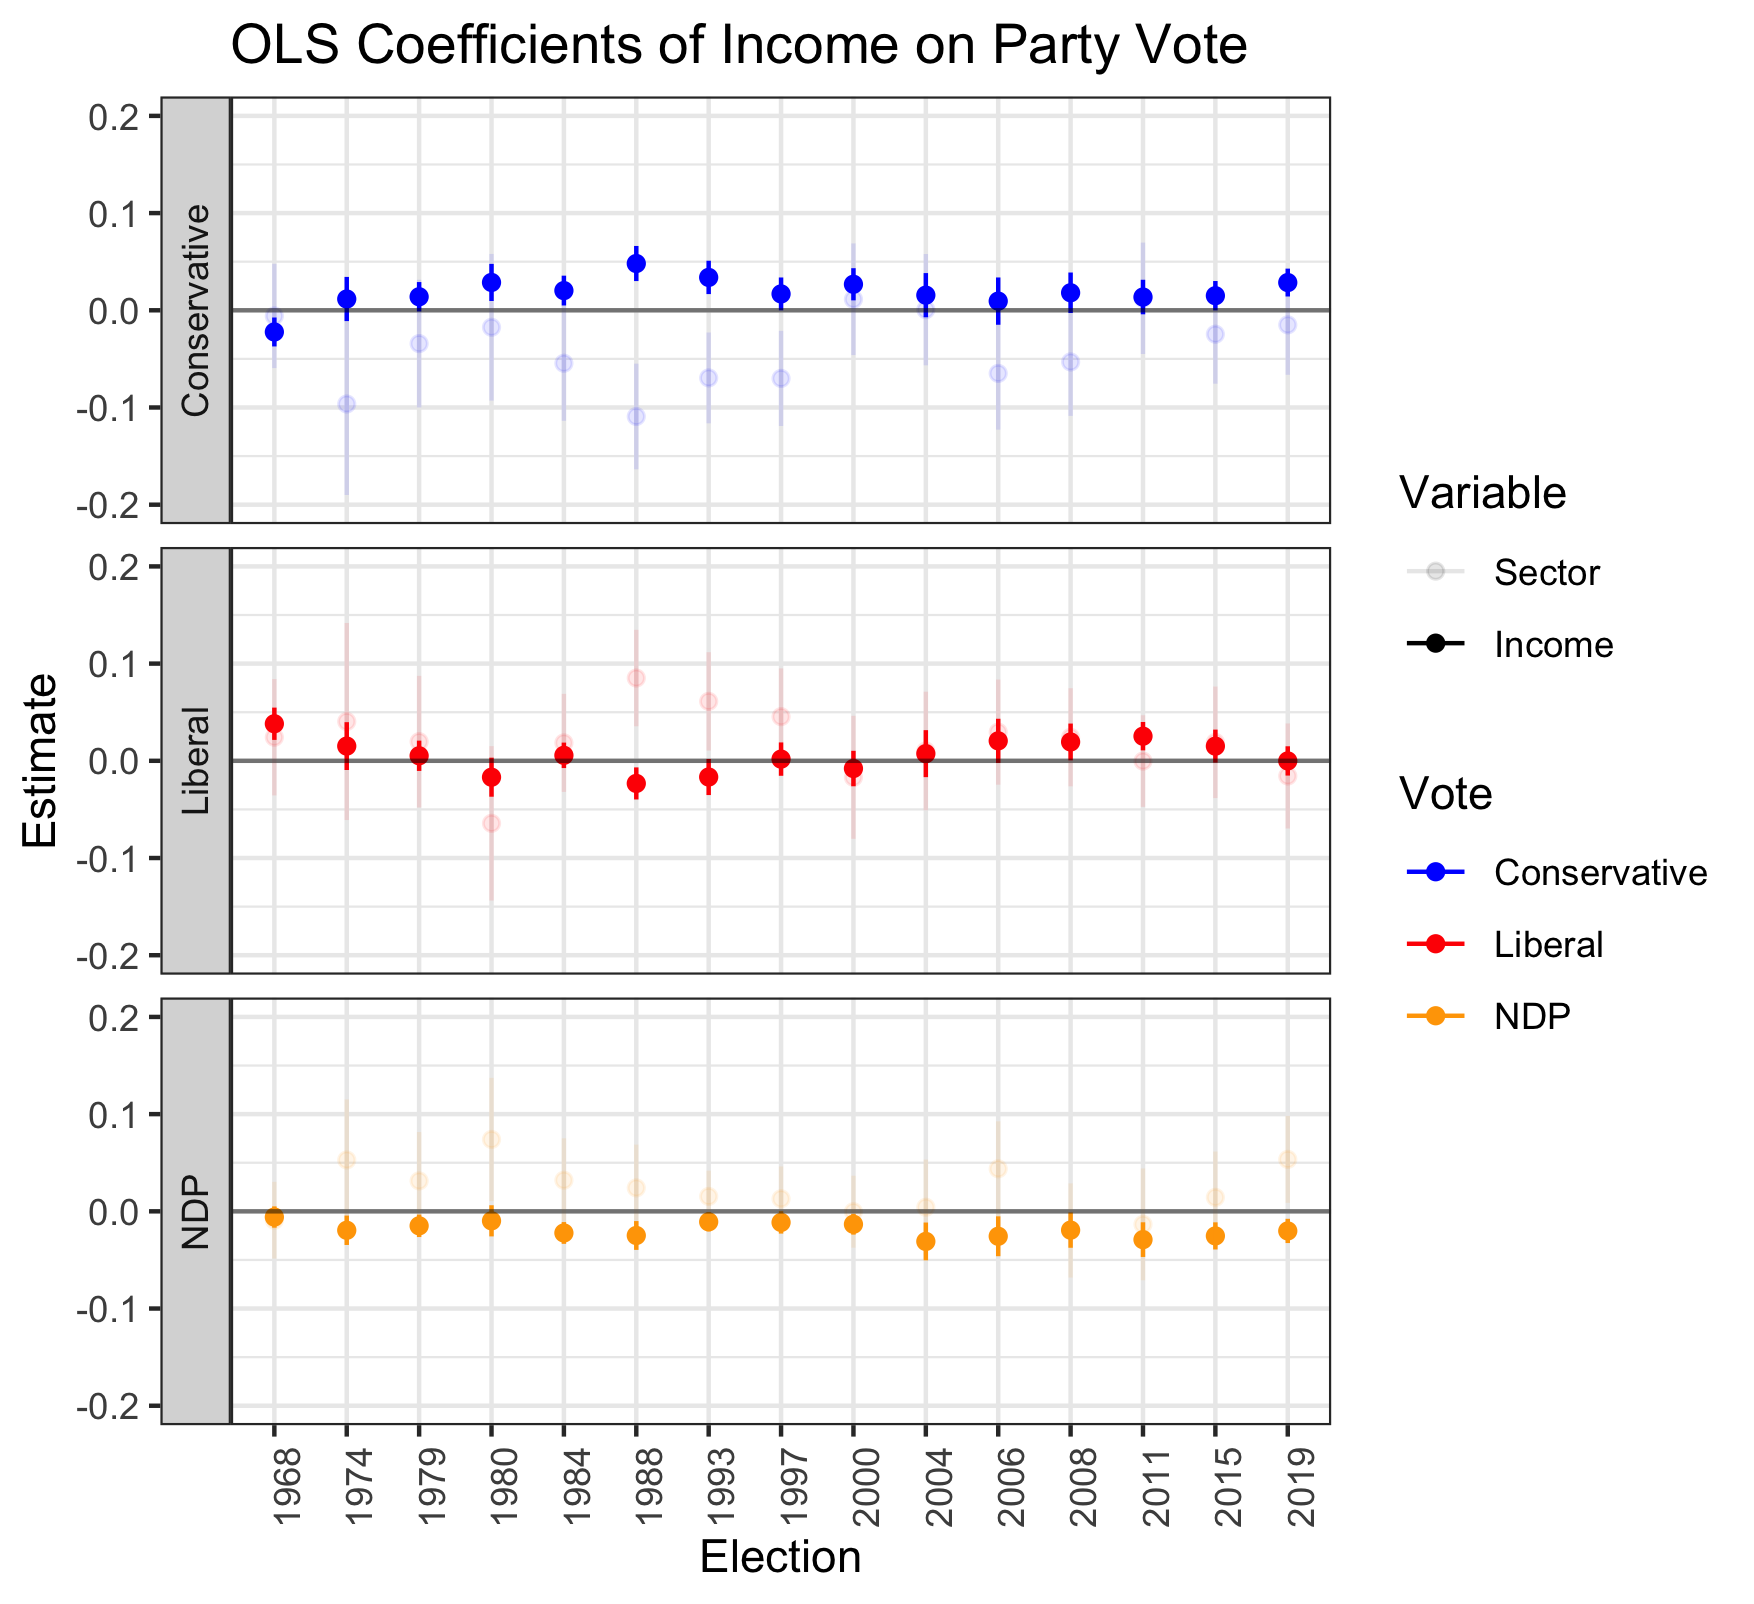 OLS Coefficients of Income on Party Vote
Estimate
Conservative
0.2
0.1
0.0
-0.1
-0.2
Liberal
0.2
0.1
0.0
-0.1
-0.2
NDP
0.2
0.1
0.0
-0.1
-0.2
1968 1974 1979 1980 1984 1988 1993 1997 2000 2004 2006 2008 2011 2015 2019
Election
Variable
Sector
Income
Vote
Conservative
Liberal
NDP